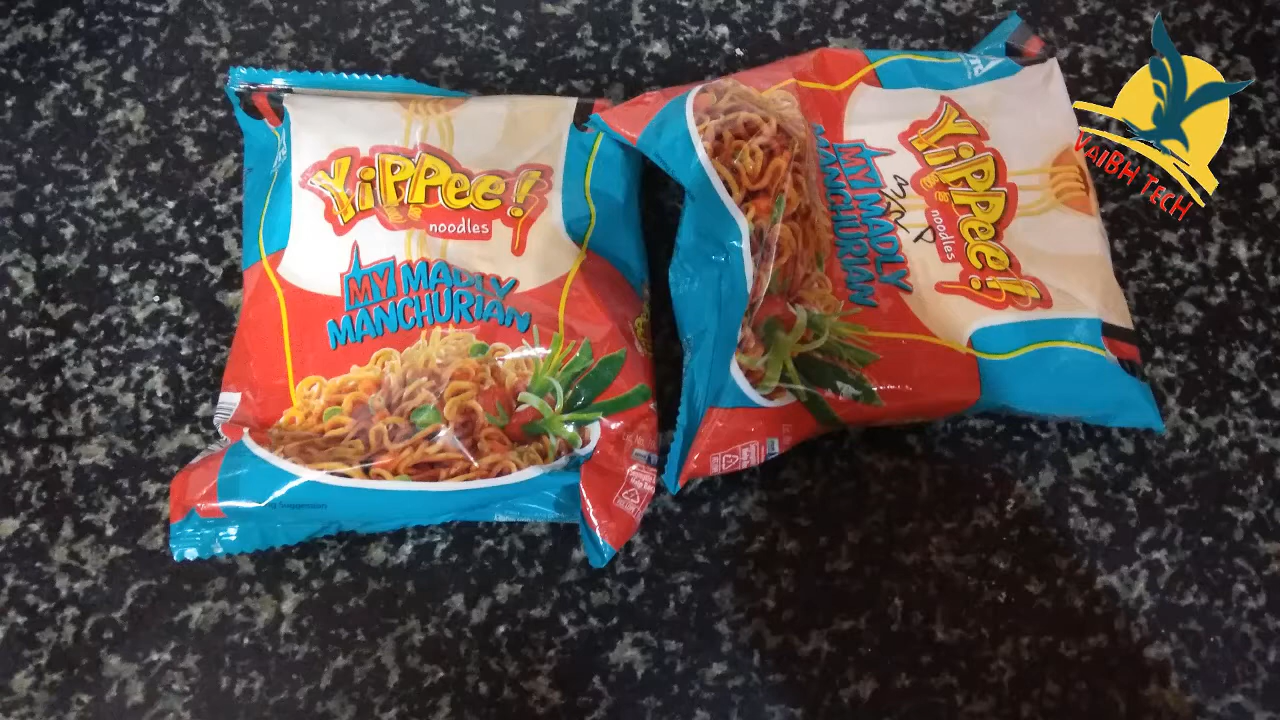 YiPPee!
noodles
MY MADLY
MANCHURIAN
YiPPee!
noodles
MY MADLY
MANCHURIAN
VAIBH TECH